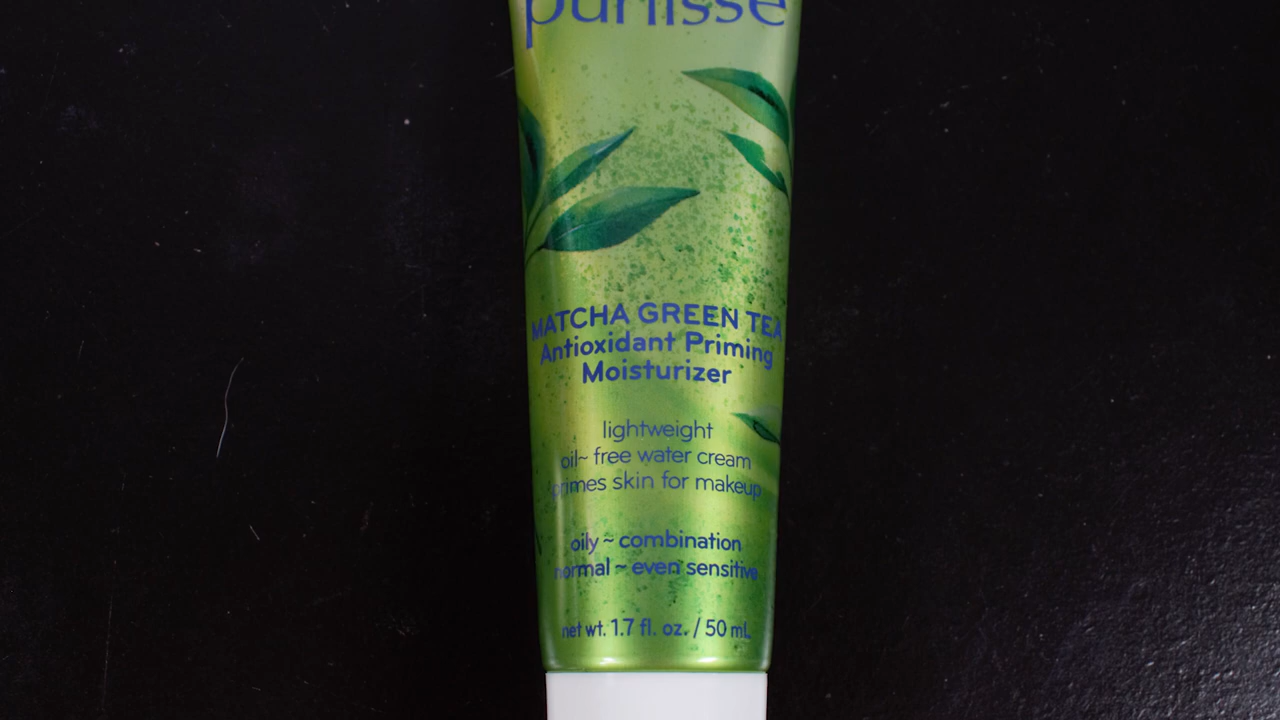 purlisse
MATCHA GREEN TEA
Antioxidant Priming
Moisturizer
lightweight
oil~ free water cream
primes skin for makeup
oily ~ combination
normal ~ even sensitive
net wt. 1.7 fl. oz. / 50 ml.